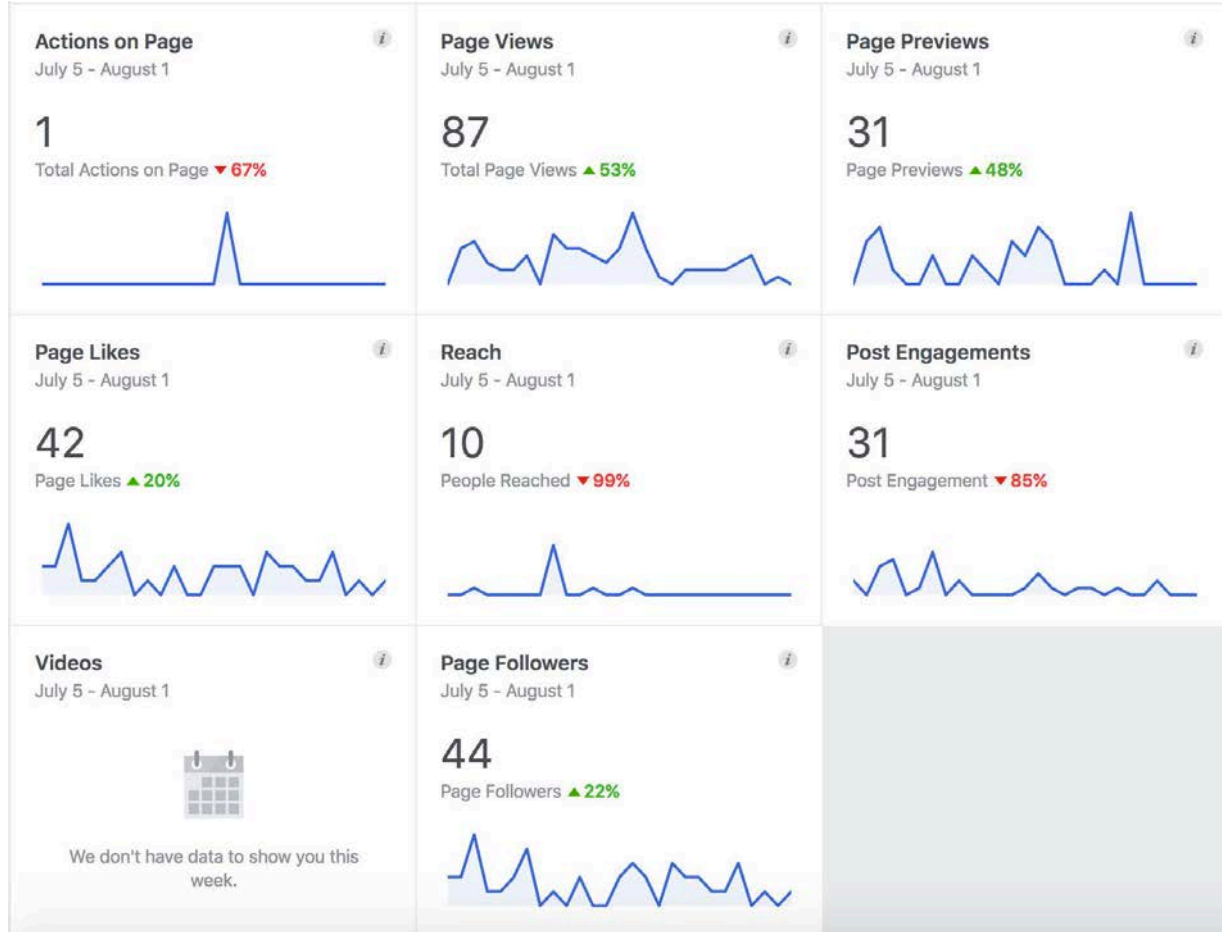 Actions on Page
July 5 - August 1
1
Total Actions on Page ▼ 67%
Page Views
July 5 - August 1
87
Total Page Views ▲ 53%
Page Previews
July 5 - August 1
31
Page Previews ▲ 48%
Page Likes
July 5 - August 1
42
Page Likes ▲ 20%
Reach
July 5 - August 1
10
People Reached ▼ 99%
Post Engagements
July 5 - August 1
31
Post Engagement ▼ 85%
Videos
July 5 - August 1
We don't have data to show you this
week.
Page Followers
July 5 - August 1
44
Page Followers ▲ 22%